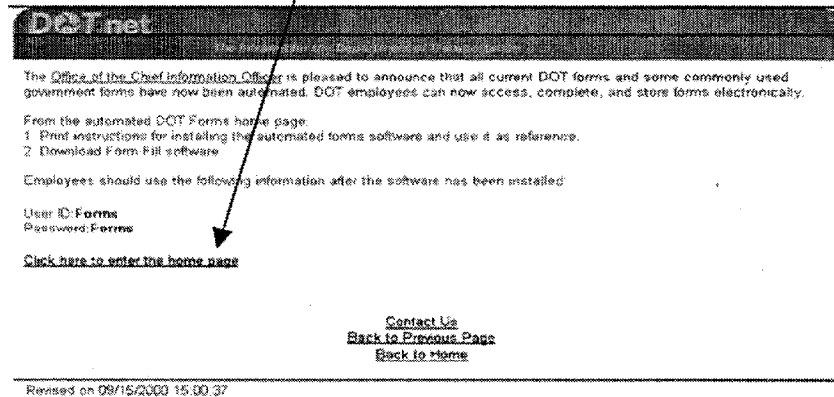 DOT.net
The Office of the Chief Information Officer is pleased to announce that all current DOT forms and some commonly used
government forms have now been automated. DOT employees can now access, complete, and store forms electronically.
From the automated DOT Forms home page:
1 Print instructions for installing the automated forms software and use it as reference.
2 Download Form Fill software
Employees should use the following information after the software has been installed
User ID:Forms
Password:Forms
Click here to enter the home page
Contact Us
Back to Previous Page
Back to Home
Revised on 09/15/2000 15:00:37